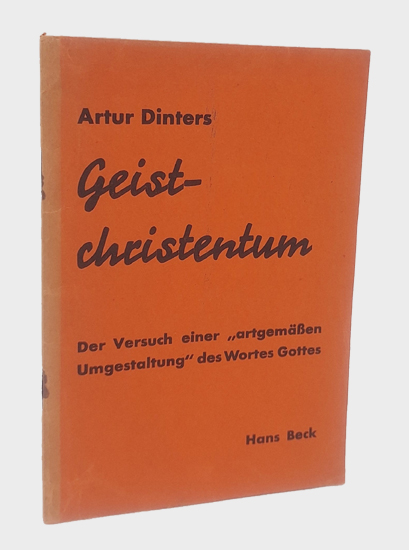 Artur Dinters
Geist-
christentum
Der Versuch einer „artgemäßen
Umgestaltung“ des Wortes Gottes
Hans Beck